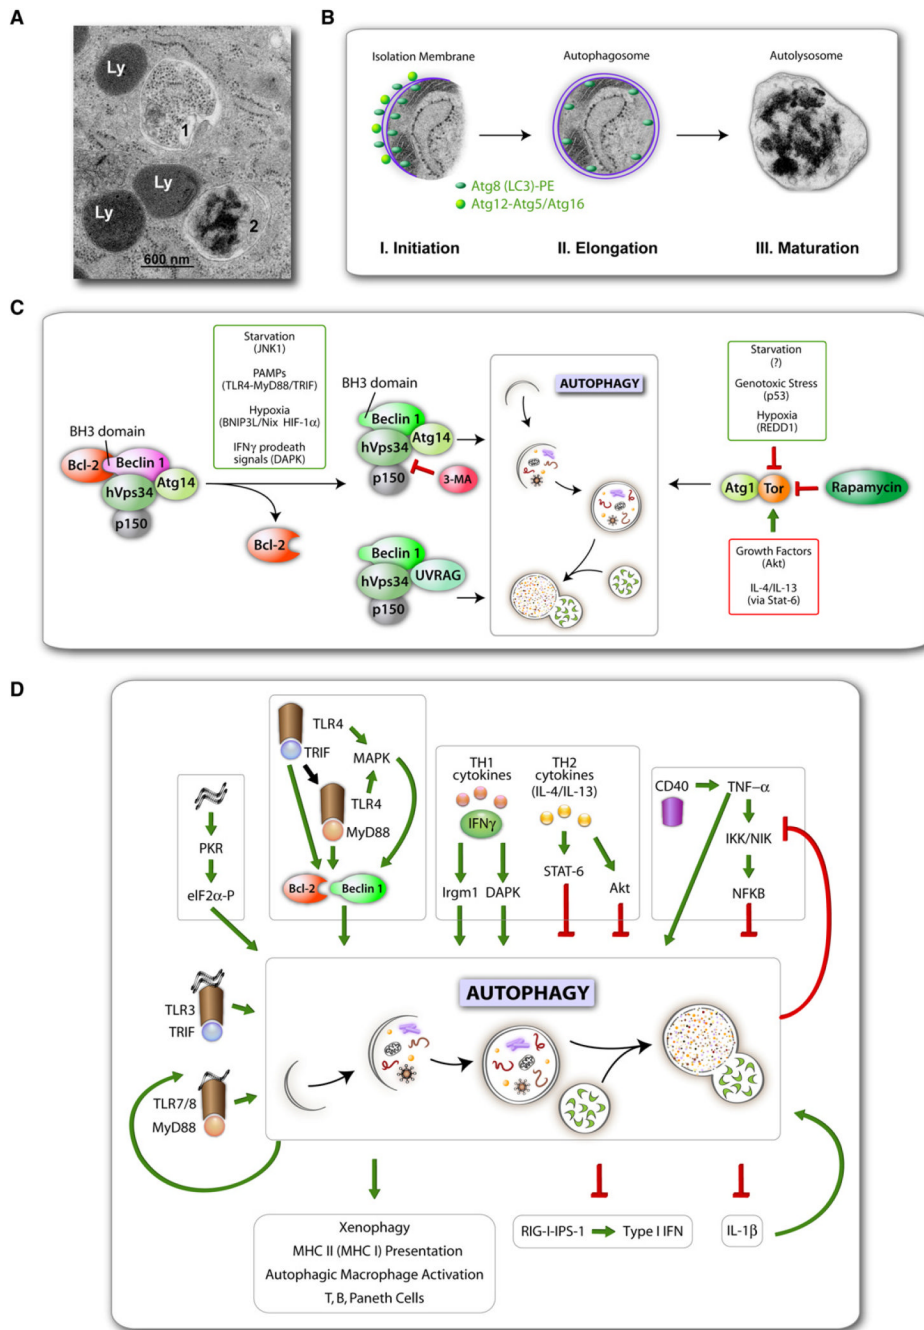 A
Ly
1
Ly
Ly
2
600 nm
B
Isolation Membrane
Autophagosome
Autolysosome
Atg8 (LC3)-PE
Atg12-Atg5/Atg16
I. Initiation
II. Elongation
III. Maturation
C
Starvation
(JNK1)
PAMPs
(TLR4-MyD88/TRIF)
Hypoxia
(BNIP3L/Nix HIF-1α)
IFNγ prodeath
signals (DAPK)
BH3 domain
Bcl-2
Beclin 1
hVps34
Atg14
p150
Bcl-2
BH3 domain
Beclin 1
hVps34
Atg14
p150
3-MA
Beclin 1
hVps34
UVRAG
p150
AUTOPHAGY
Starvation
(?)
Genotoxic Stress
(p53)
Hypoxia
(REDD1)
Atg1
Tor
Rapamycin
Growth Factors
(Akt)
IL-4/IL-13
(via Stat-6)
D
PKR
eIF2α-P
TLR4
TRIF
MAPK
TLR4
MyD88
Bcl-2
Beclin 1
TH1
cytokines
IFNγ
Irgm1
DAPK
TH2
cytokines
(IL-4/IL-13)
STAT-6
Akt
CD40
TNF–α
IKK/NIK
NFKB
TLR3
TRIF
TLR7/8
MyD88
AUTOPHAGY
Xenophagy
MHC II (MHC I) Presentation
Autophagic Macrophage Activation
T, B, Paneth Cells
RIG-I-IPS-1
Type I IFN
IL-1β